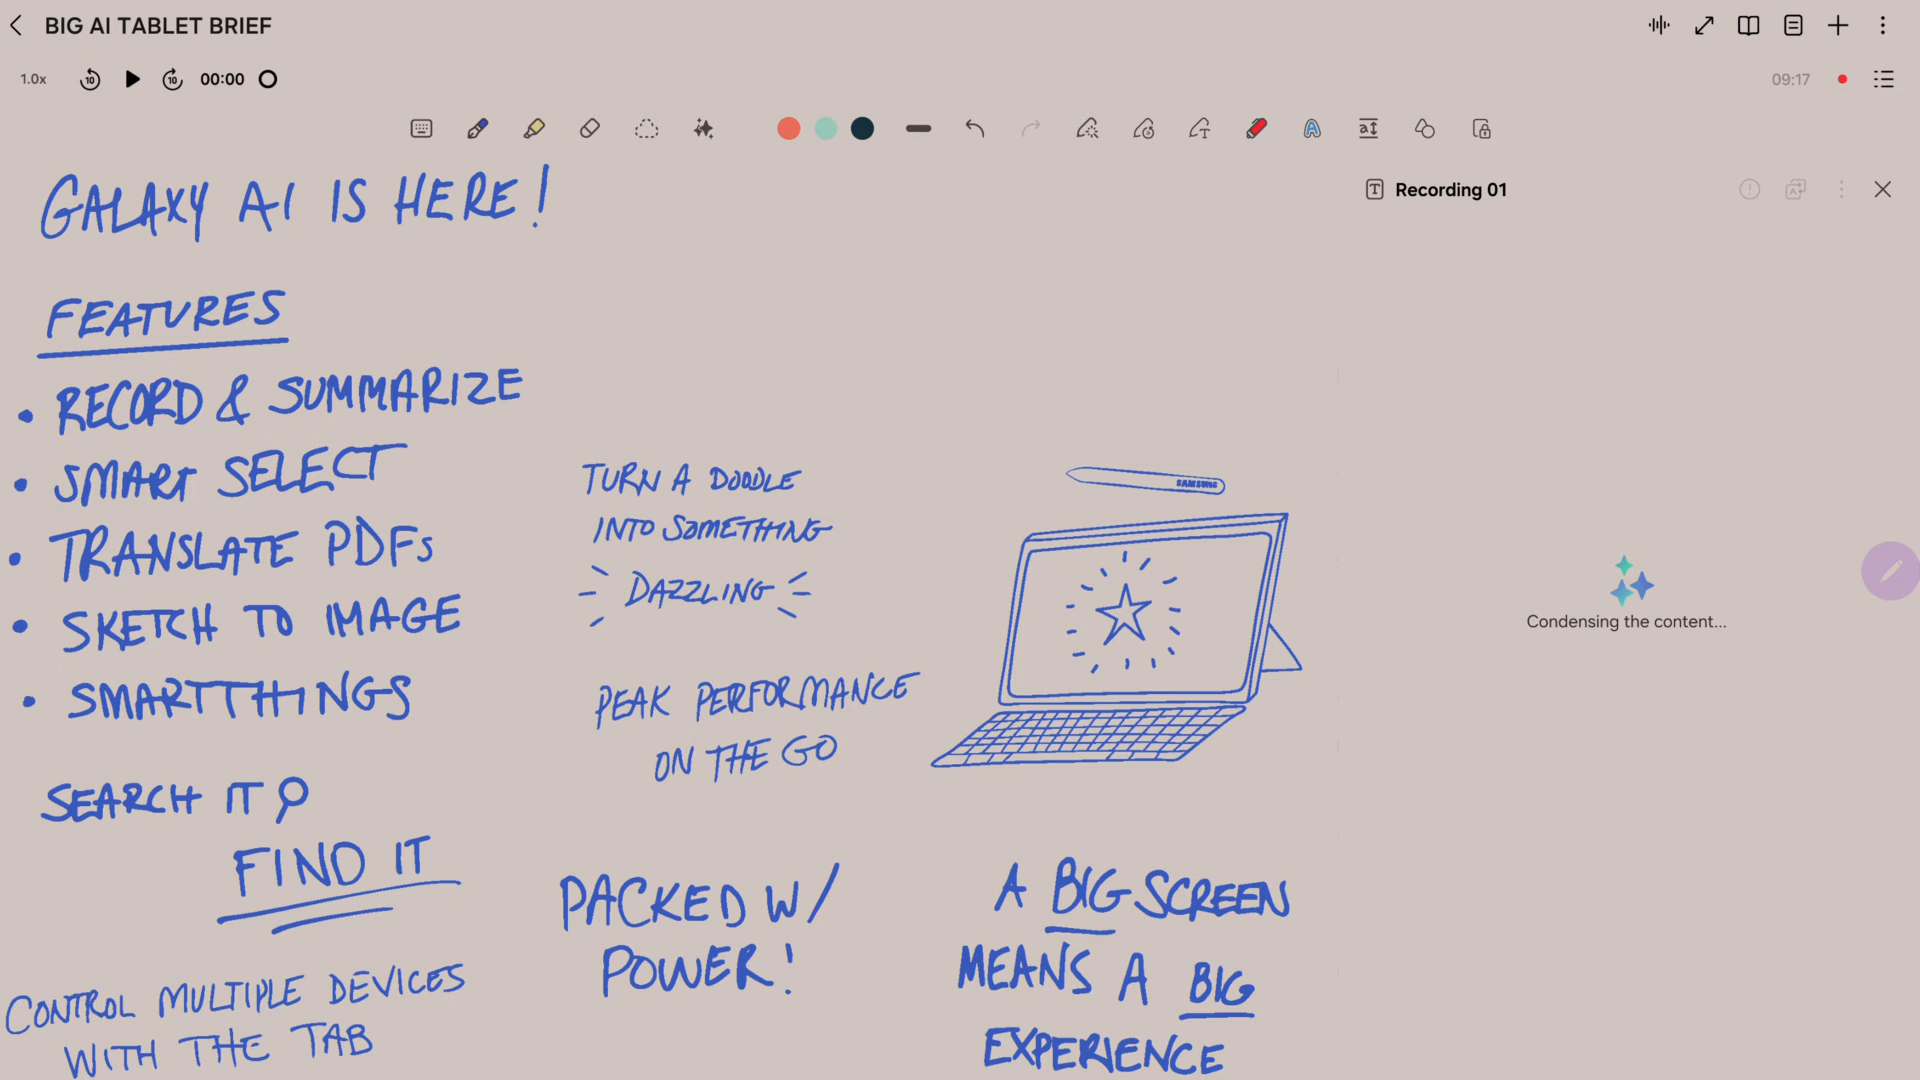 BIG AI TABLET BRIEF
1.0x 10 10 00:00
09:17
GALAXY AI IS HERE!
FEATURES
• RECORD & SUMMARIZE
• SMART SELECT
• TRANSLATE PDFs
• SKETCH TO IMAGE
• SMARTTHINGS
SEARCH IT
FIND IT
CONTROL MULTIPLE DEVICES
WITH THE TAB
TURN A DOODLE
INTO SOMETHING
DAZZLING
PEAK PERFORMANCE
ON THE GO
PACKED W/
POWER!
SAMSUNG
A BIG SCREEN
MEANS A BIG
EXPERIENCE
Recording 01
Condensing the content...